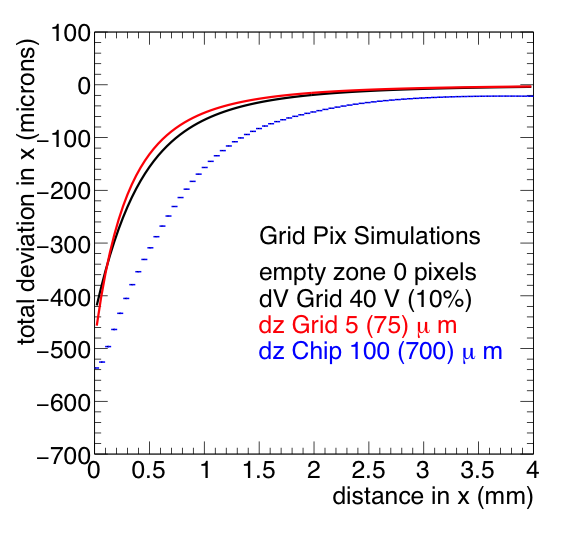 100
0
−100
−200
−300
−400
−500
−600
−700
total deviation in x (microns)
Grid Pix Simulations
empty zone 0 pixels
dV Grid 40 V (10%)
dz Grid 5 (75) μ m
dz Chip 100 (700) μ m
0 0.5 1 1.5 2 2.5 3 3.5 4
distance in x (mm)